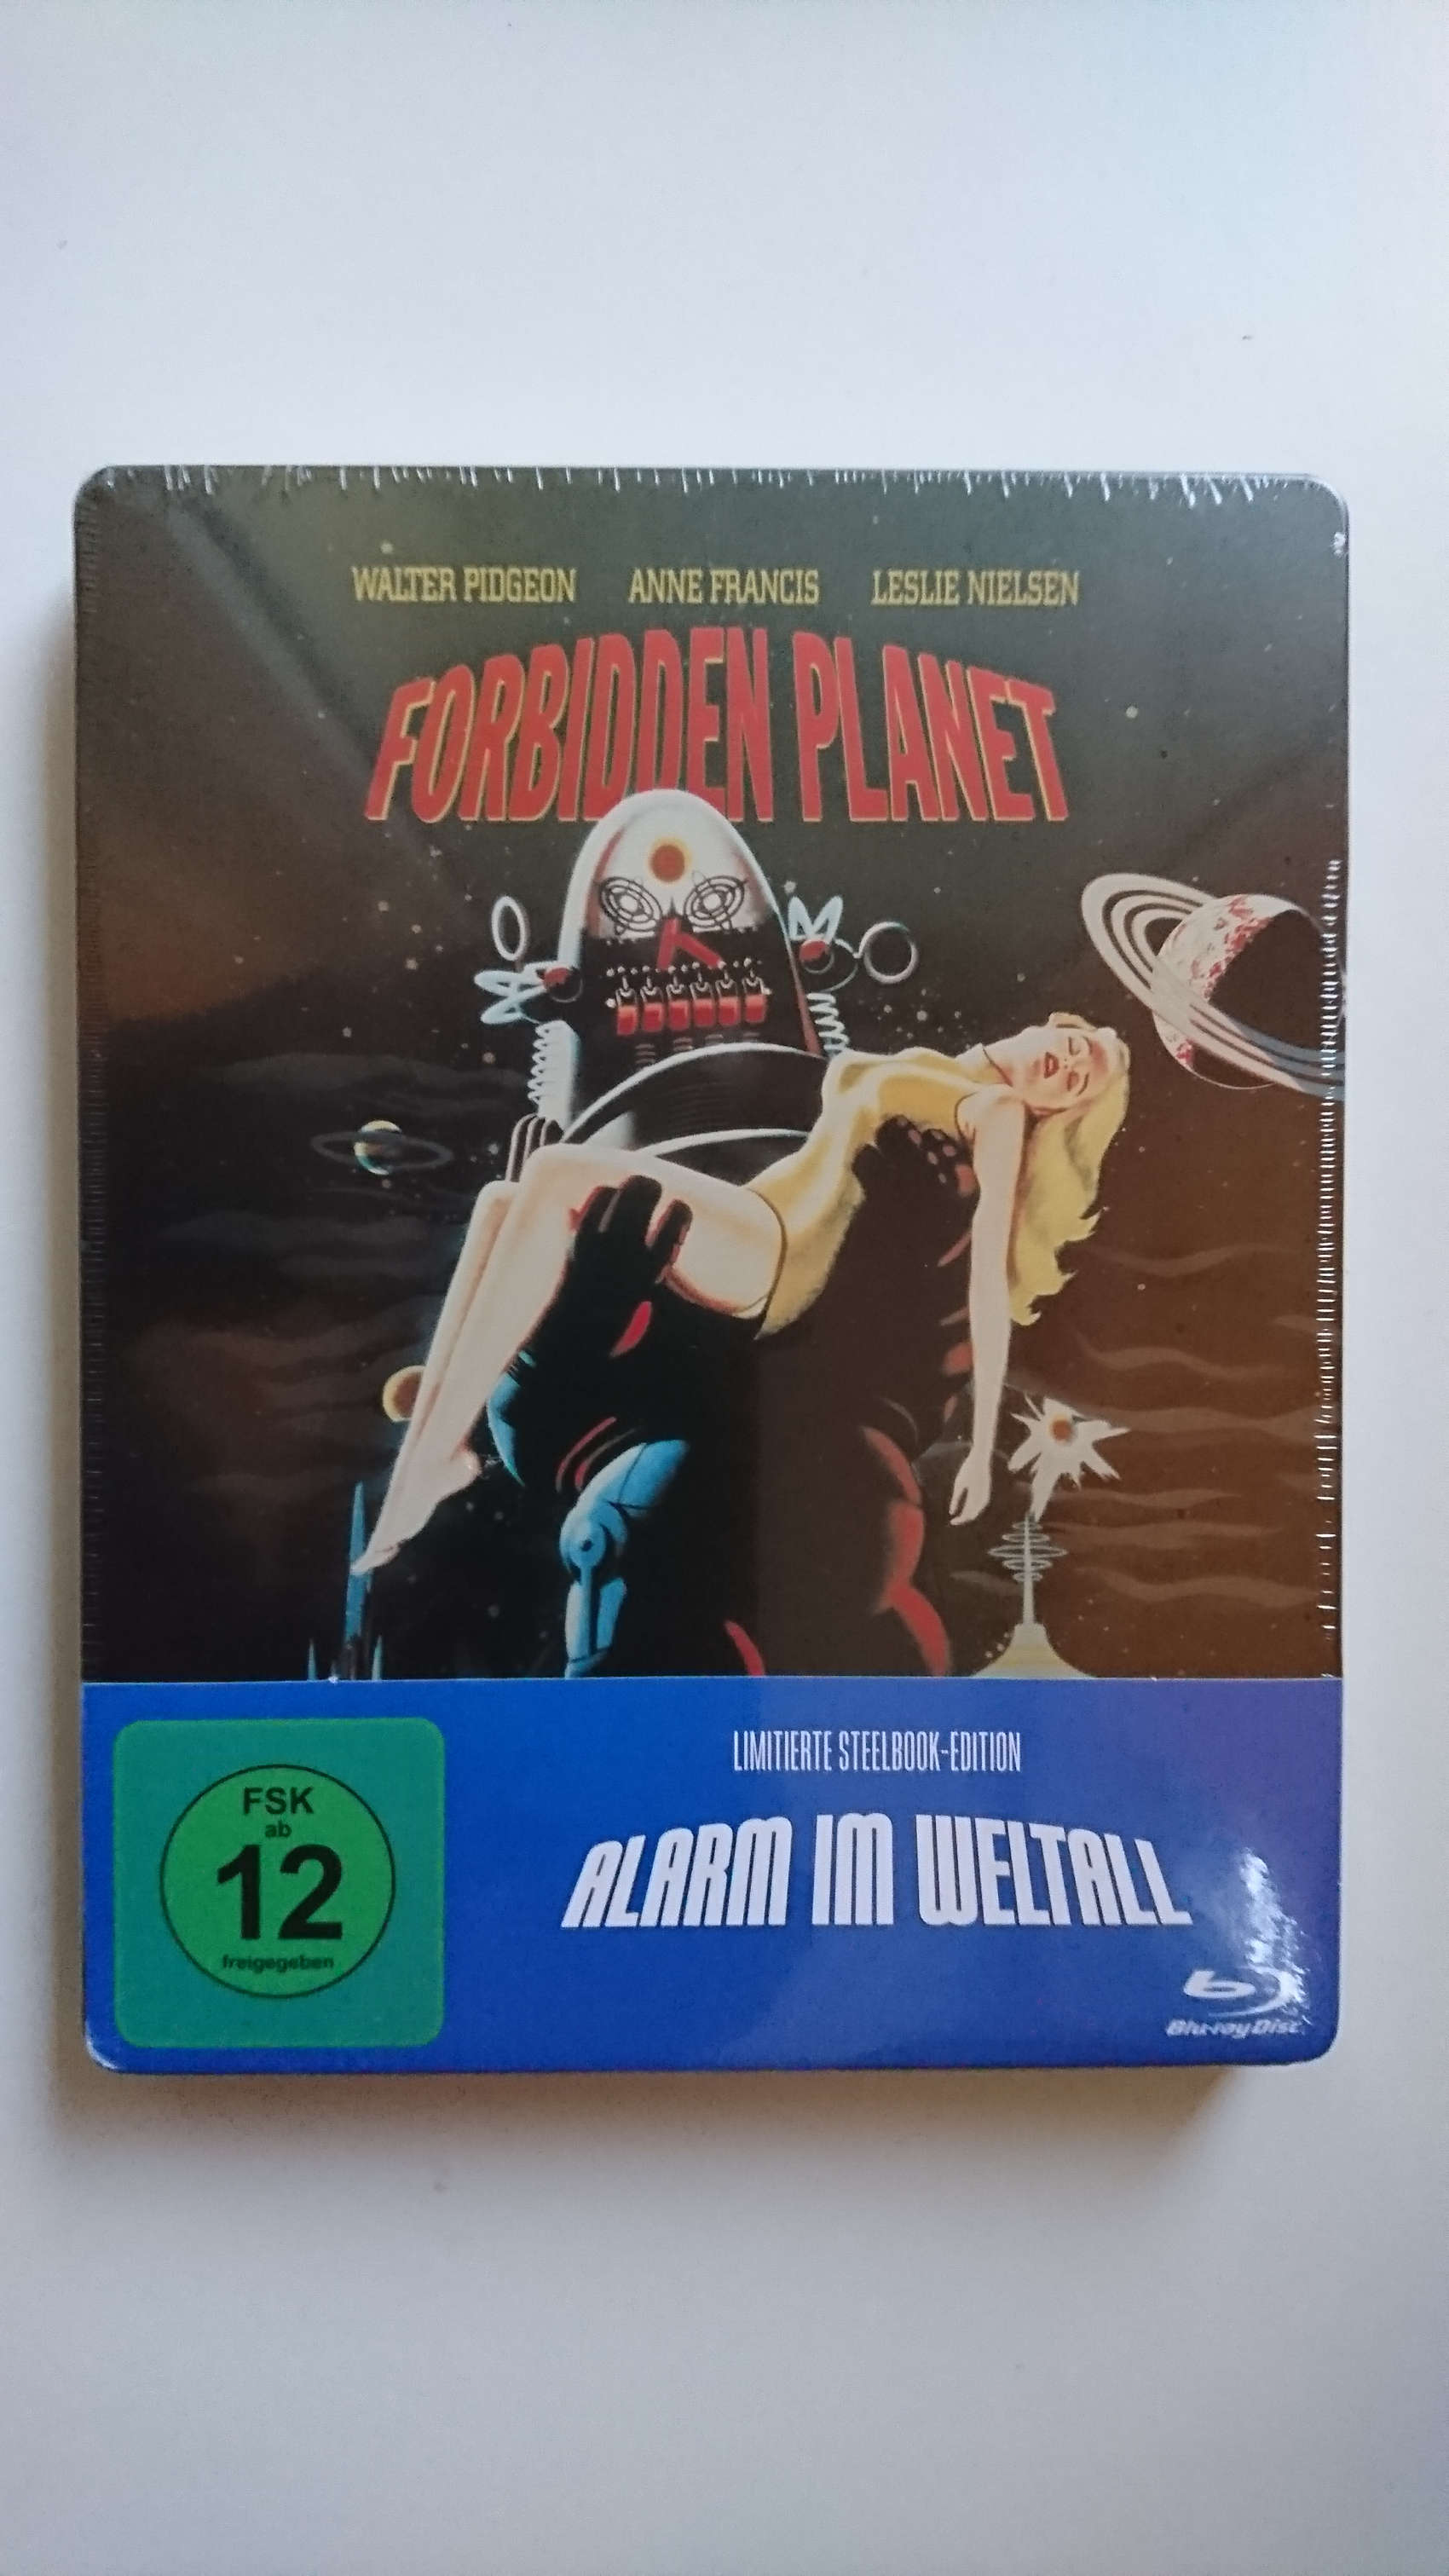 WALTER PIDGEON ANNE FRANCIS LESLIE NIELSEN
FORBIDDEN PLANET
LIMITIERTE STEELBOOK-EDITION
ALARM IM WELTALL
FSK
ab
12
freigegeben
Blu-ray Disc